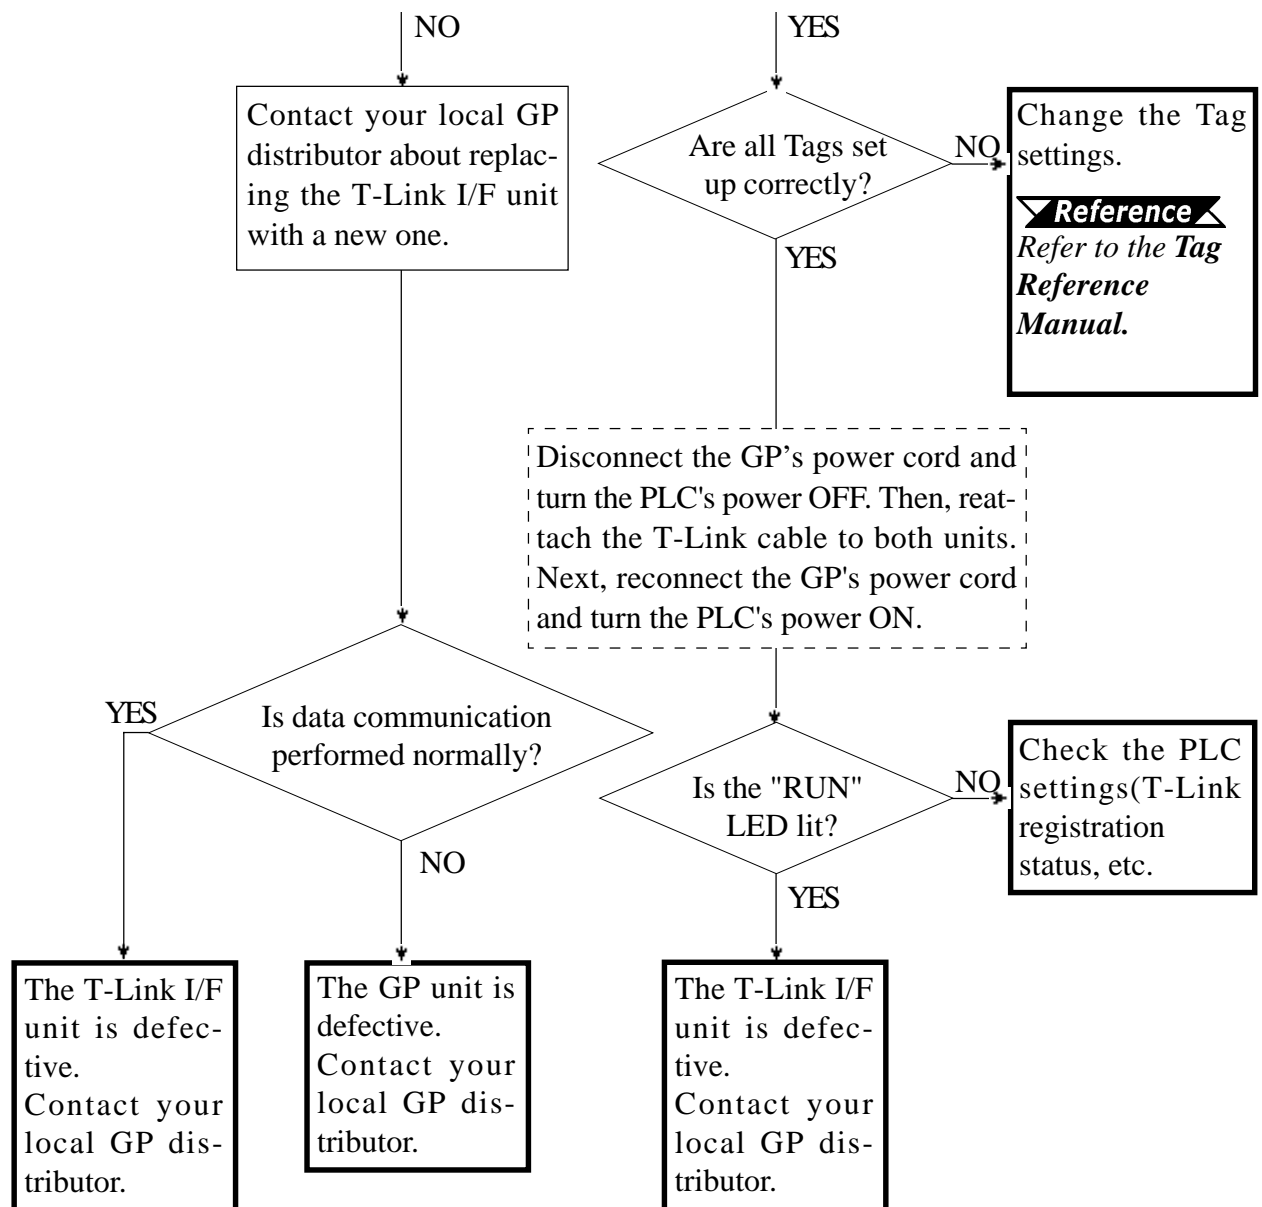 NO
Contact your local GP
distributor about replac-
ing the T-Link I/F unit
with a new one.
YES
Are all Tags set
up correctly?
NO
Change the Tag
settings.
Reference
Refer to the Tag
Reference
Manual.
YES
Disconnect the GP’s power cord and
turn the PLC's power OFF. Then, reat-
tach the T-Link cable to both units.
Next, reconnect the GP's power cord
and turn the PLC's power ON.
Is data communication
performed normally?
YES
NO
Is the "RUN"
LED lit?
NO
Check the PLC
settings(T-Link
registration
status, etc.
YES
The T-Link I/F
unit is defec-
tive.
Contact your
local GP dis-
tributor.
The GP unit is
defective.
Contact your
local GP dis-
tributor.
The T-Link I/F
unit is defec-
tive.
Contact your
local GP dis-
tributor.